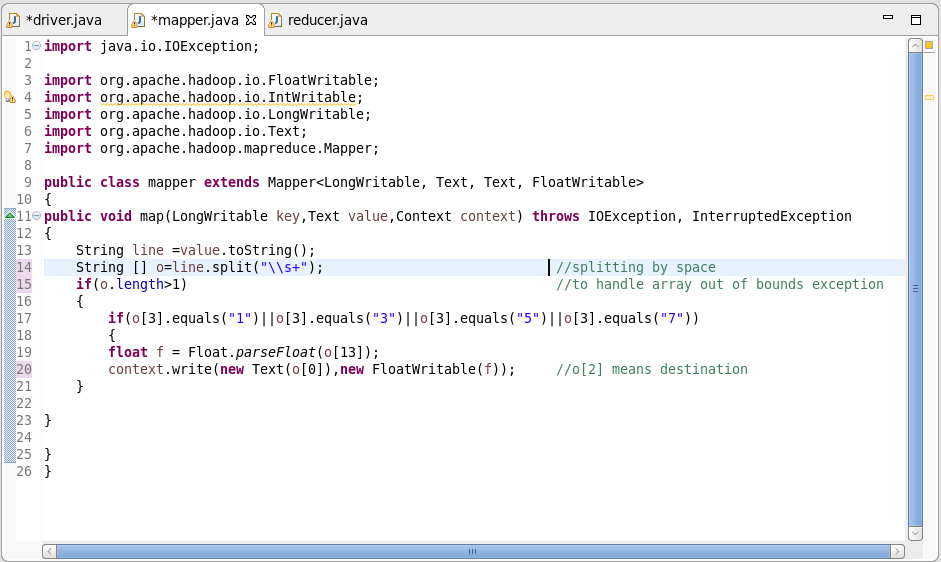 *driver.java *mapper.java reducer.java
1 import java.io.IOException;
2
3 import org.apache.hadoop.io.FloatWritable;
4 import org.apache.hadoop.io.IntWritable;
5 import org.apache.hadoop.io.LongWritable;
6 import org.apache.hadoop.io.Text;
7 import org.apache.hadoop.mapreduce.Mapper;
8
9 public class mapper extends Mapper<LongWritable, Text, Text, FloatWritable>
10 {
11 public void map(LongWritable key,Text value,Context context) throws IOException, InterruptedException
12 {
13     String line =value.toString();
14     String [] o=line.split("\\s+");                             //splitting by space
15     if(o.length>1)                                              //to handle array out of bounds exception
16     {
17         if(o[3].equals("1")||o[3].equals("3")||o[3].equals("5")||o[3].equals("7"))
18         {
19         float f = Float.parseFloat(o[13]);
20         context.write(new Text(o[0]),new FloatWritable(f));     //o[2] means destination
21     }
22
23 }
24
25 }
26 }